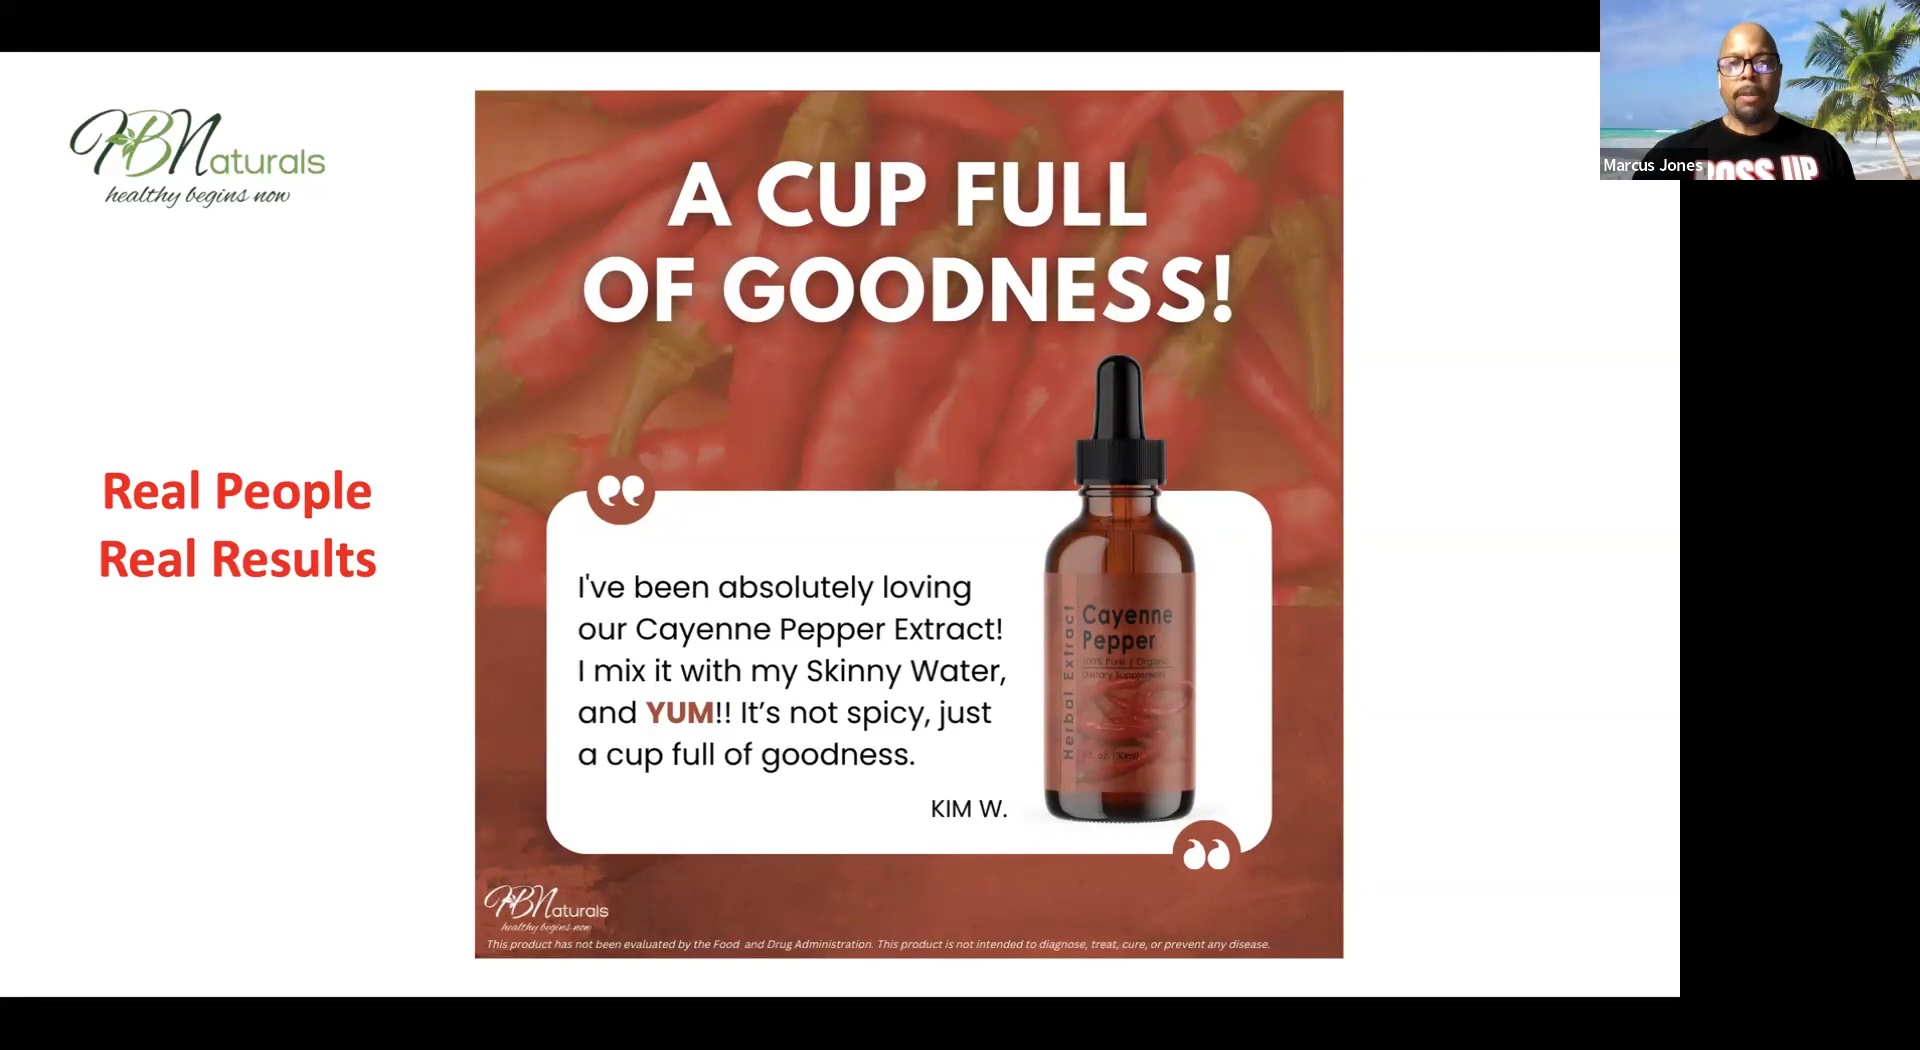 HBNaturals
healthy begins now
Real People
Real Results
A CUP FULL
OF GOODNESS!
I've been absolutely loving
our Cayenne Pepper Extract!
I mix it with my Skinny Water,
and YUM!! It’s not spicy, just
a cup full of goodness.
KIM W.
Herbal Extract
Cayenne
Pepper
100% Pure | Organic
Dietary Supplement
1 fl. oz. (30ml)
HBNaturals
healthy begins now
This product has not been evaluated by the Food and Drug Administration. This product is not intended to diagnose, treat, cure, or prevent any disease.
Marcus Jones
BOSS UP